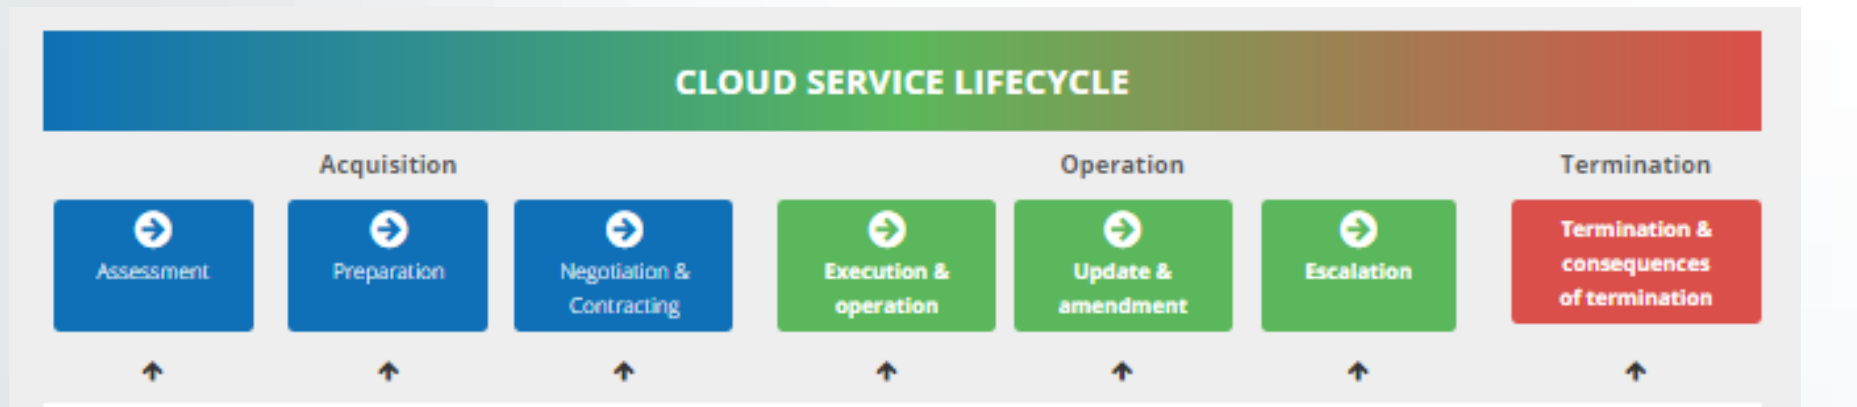 CLOUD SERVICE LIFECYCLE
Acquisition
Operation
Termination
Assessment
Preparation
Negotiation &
Contracting
Execution &
operation
Update &
amendment
Escalation
Termination &
consequences
of termination